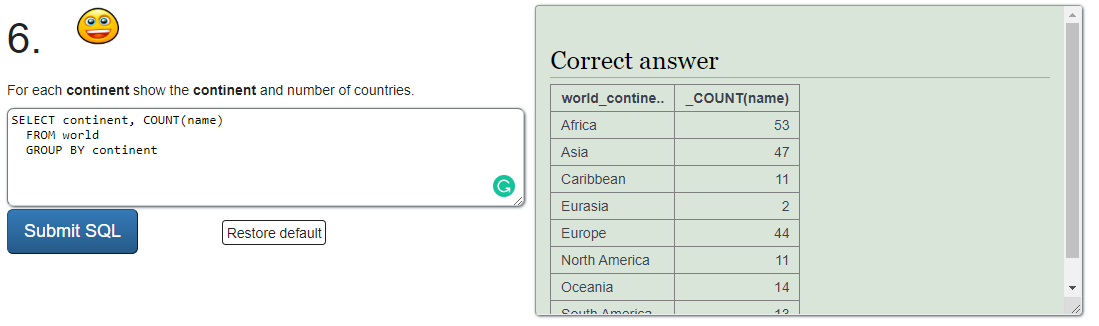 6.
For each continent show the continent and number of countries.
SELECT continent, COUNT(name)
FROM world
GROUP BY continent
Submit SQL
Restore default
Correct answer
world_contine.. _COUNT(name)
Africa 53
Asia 47
Caribbean 11
Eurasia 2
Europe 44
North America 11
Oceania 14
South America 13